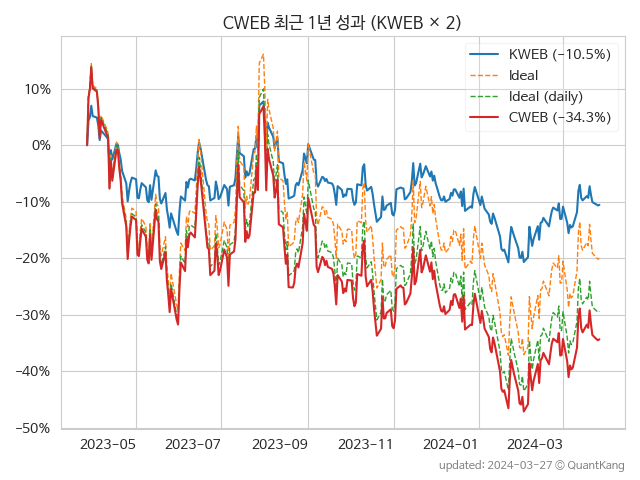 CWEB 최근 1년 성과 (KWEB × 2)
KWEB (−10.5%)
Ideal
Ideal (daily)
CWEB (−34.3%)
10%
0%
−10%
−20%
−30%
−40%
−50%
2023-05 2023-07 2023-09 2023-11 2024-01 2024-03
updated: 2024-03-27 © QuantKang